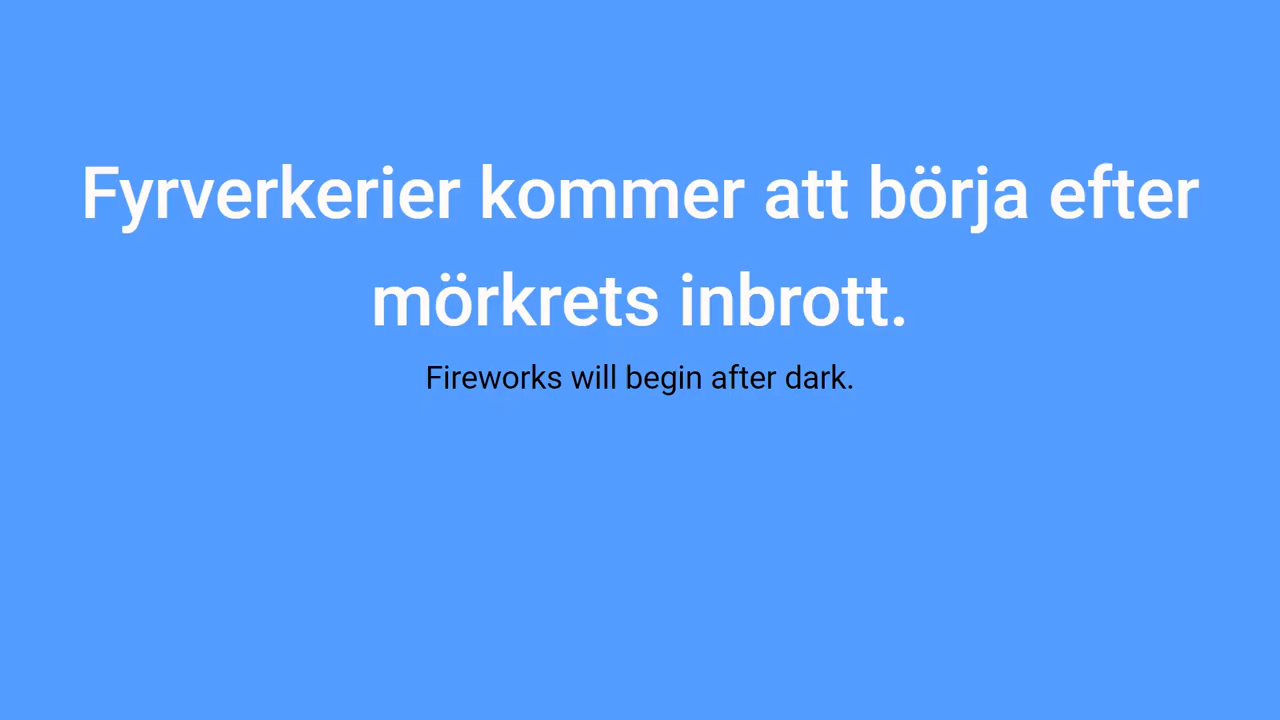 Fyrverkerier kommer att börja efter
mörkrets inbrott.
Fireworks will begin after dark.